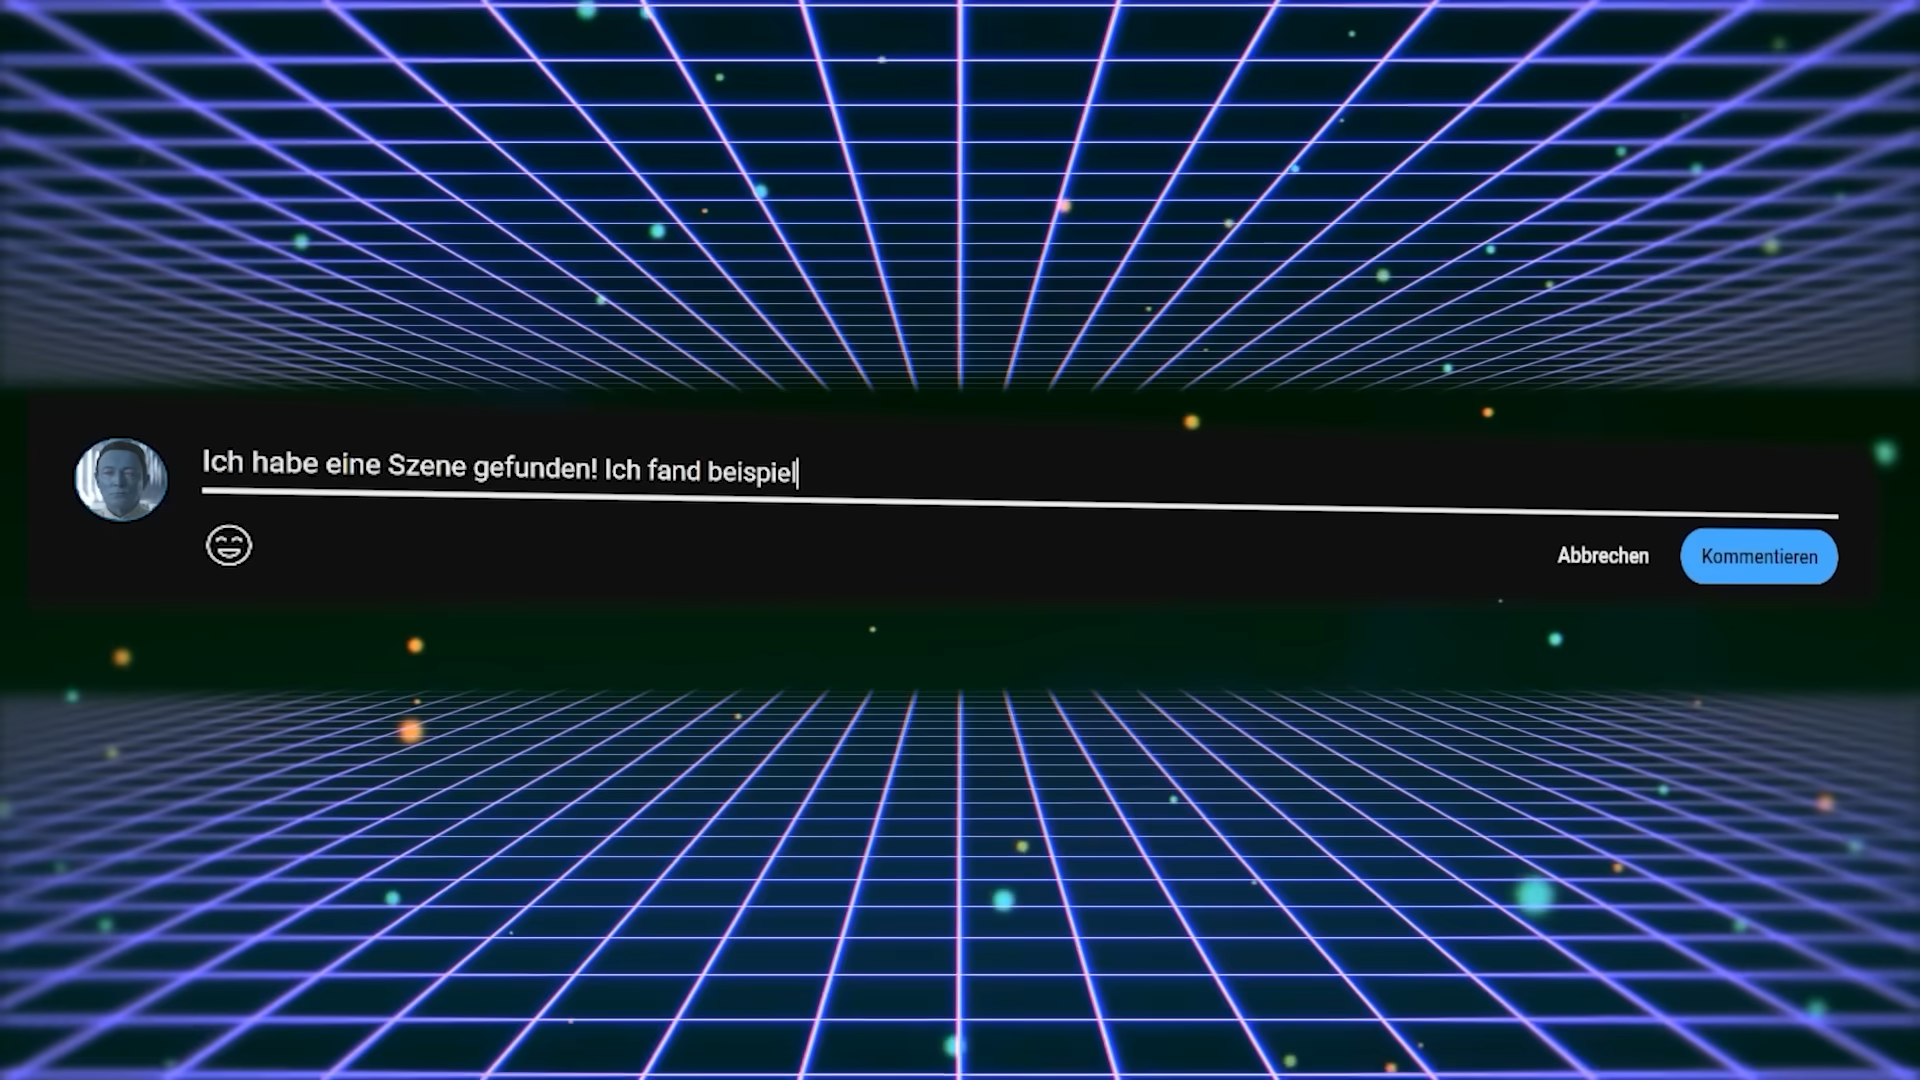 Ich habe eine Szene gefunden! Ich fand beispiel
Abbrechen
Kommentieren